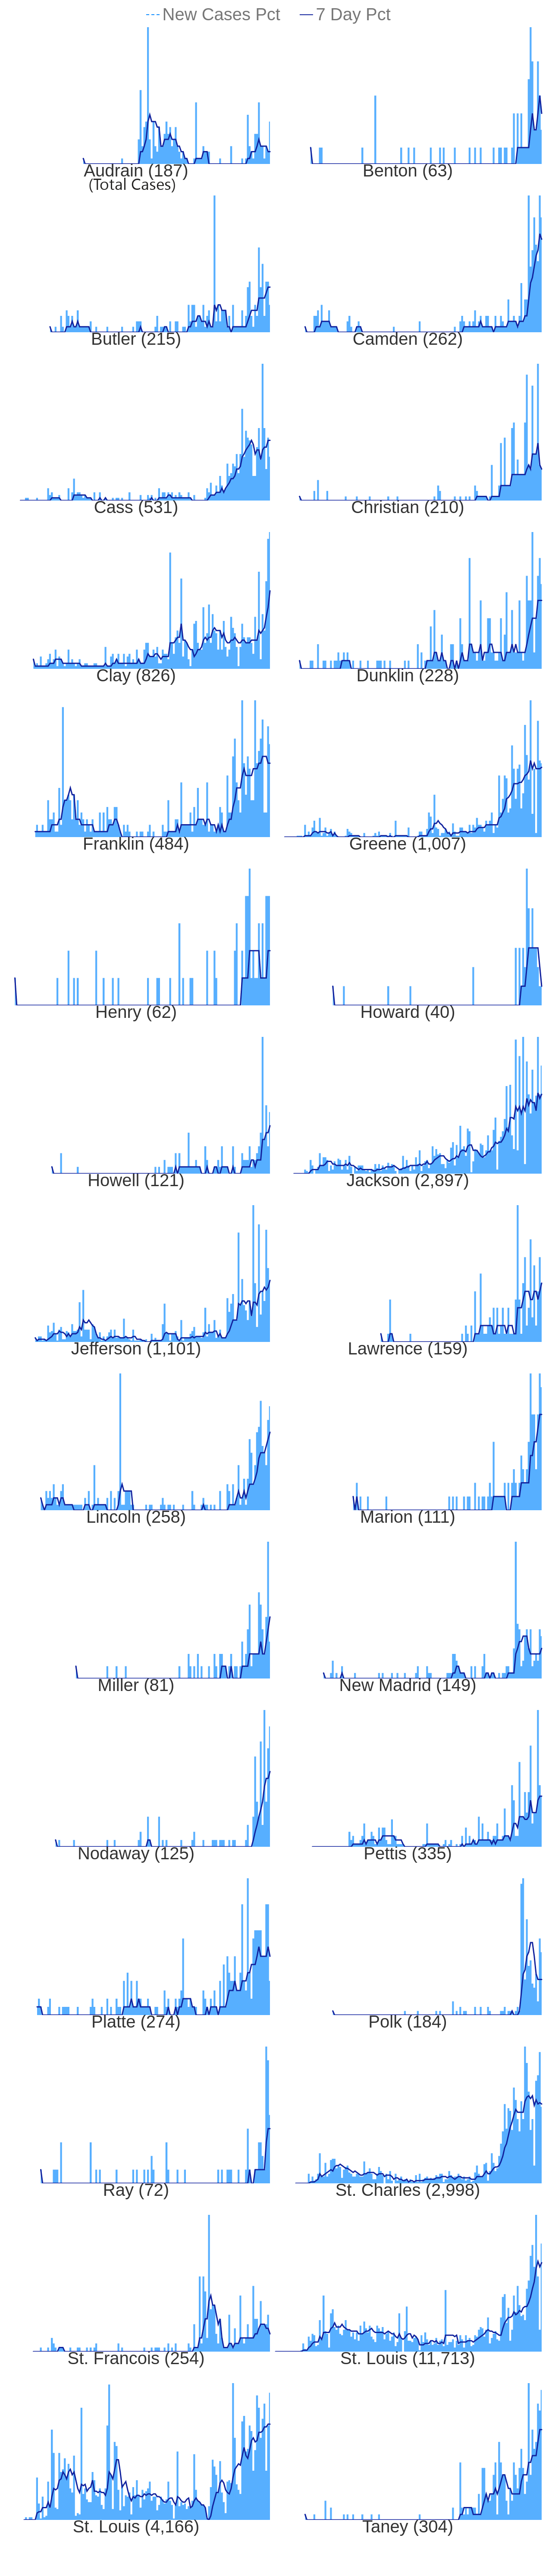 New Cases Pct 7 Day Pct
Audrain (187) Benton (63)
(Total Cases)
Butler (215) Camden (262)
Cass (531) Christian (210)
Clay (826) Dunklin (228)
Franklin (484) Greene (1,007)
Henry (62) Howard (40)
Howell (121) Jackson (2,897)
Jefferson (1,101) Lawrence (159)
Lincoln (258) Marion (111)
Miller (81) New Madrid (149)
Nodaway (125) Pettis (335)
Platte (274) Polk (184)
Ray (72) St. Charles (2,998)
St. Francois (254) St. Louis (11,713)
St. Louis (4,166) Taney (304)